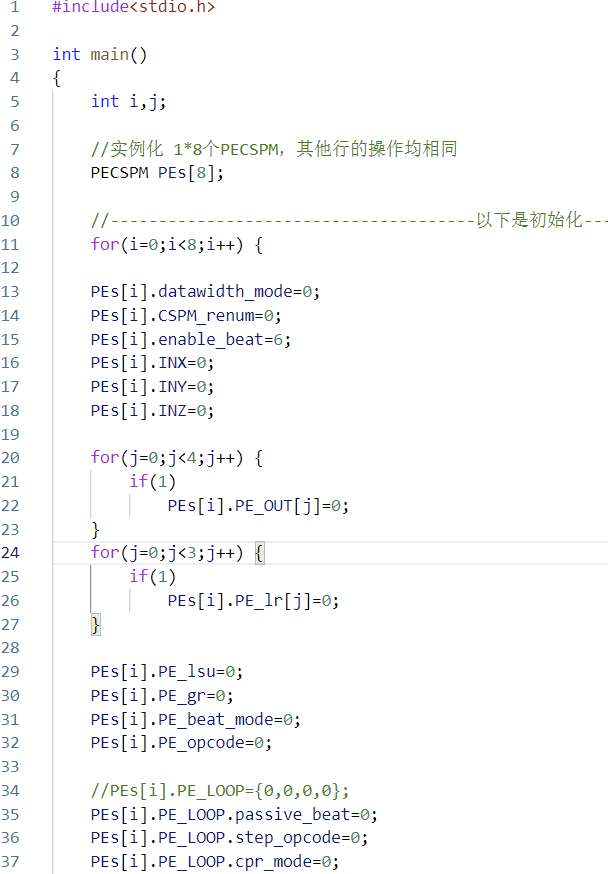 1 #include<stdio.h>
2
3 int main()
4 {
5 int i,j;
6
7 //实例化 1*8个PECSPM，其他行的操作均相同
8 PECSPM PEs[8];
9
10 //--------------------------------------以下是初始化---
11 for(i=0;i<8;i++) {
12
13 PEs[i].datawidth_mode=0;
14 PEs[i].CSPM_renum=0;
15 PEs[i].enable_beat=6;
16 PEs[i].INX=0;
17 PEs[i].INY=0;
18 PEs[i].INZ=0;
19
20 for(j=0;j<4;j++) {
21 if(1)
22 PEs[i].PE_OUT[j]=0;
23 }
24 for(j=0;j<3;j++) {
25 if(1)
26 PEs[i].PE_lr[j]=0;
27 }
28
29 PEs[i].PE_lsu=0;
30 PEs[i].PE_gr=0;
31 PEs[i].PE_beat_mode=0;
32 PEs[i].PE_opcode=0;
33
34 //PEs[i].PE_LOOP={0,0,0,0};
35 PEs[i].PE_LOOP.passive_beat=0;
36 PEs[i].PE_LOOP.step_opcode=0;
37 PEs[i].PE_LOOP.cpr_mode=0;